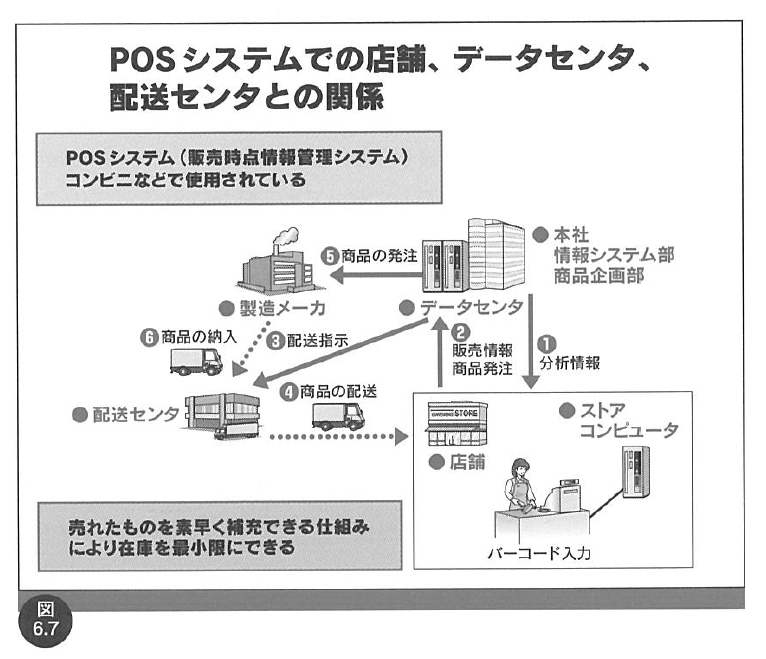 POSシステムでの店舗、データセンタ、
配送センタとの関係
POSシステム（販売時点情報管理システム）
コンビニなどで使用されている
❺商品の発注
●本社
情報システム部
商品企画部
●製造メーカ
●データセンタ
❻商品の納入
❸配送指示
❷
販売情報
商品発注
❶
分析情報
❹商品の配送
●配送センタ
STORE
●ストア
コンピュータ
●店舗
バーコード入力
売れたものを素早く補充できる仕組み
により在庫を最小限にできる
図
6.7